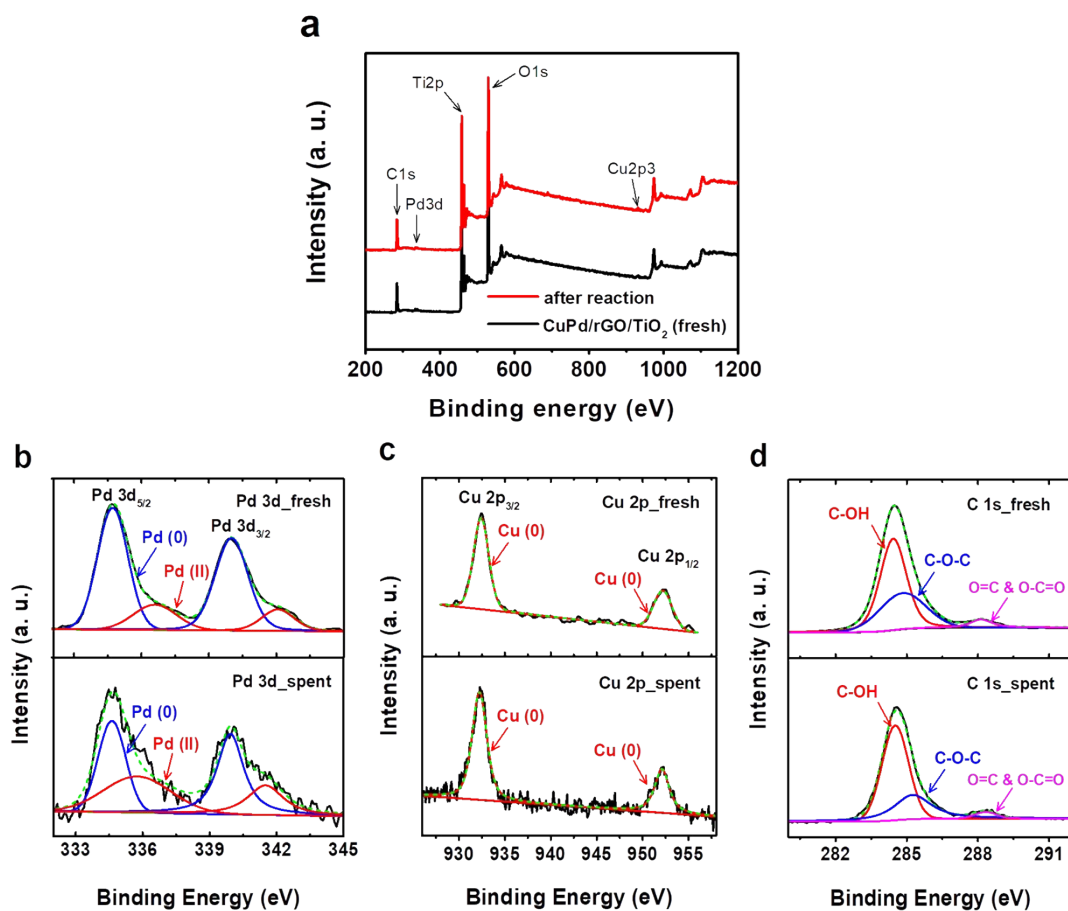 a
O1s
Ti2p
C1s
Pd3d
Cu2p3
after reaction
CuPd/rGO/TiO2 (fresh)
Intensity (a. u.)
200 400 600 800 1000 1200
Binding energy (eV)
b
Pd 3d5/2
Pd 3d_fresh
Pd 3d3/2
Pd (0)
Pd (II)
Pd 3d_spent
Pd (0)
Pd (II)
Intensity (a. u.)
333 336 339 342 345
Binding Energy (eV)
c
Cu 2p3/2
Cu 2p_fresh
Cu (0)
Cu 2p1/2
Cu (0)
Cu 2p_spent
Cu (0)
Cu (0)
Intensity (a. u.)
930 935 940 945 950 955
Binding Energy (eV)
d
C 1s_fresh
C-OH
C-O-C
O=C & O-C=O
C 1s_spent
C-OH
C-O-C
O=C & O-C=O
Intensity (a. u.)
282 285 288 291
Binding Energy (eV)